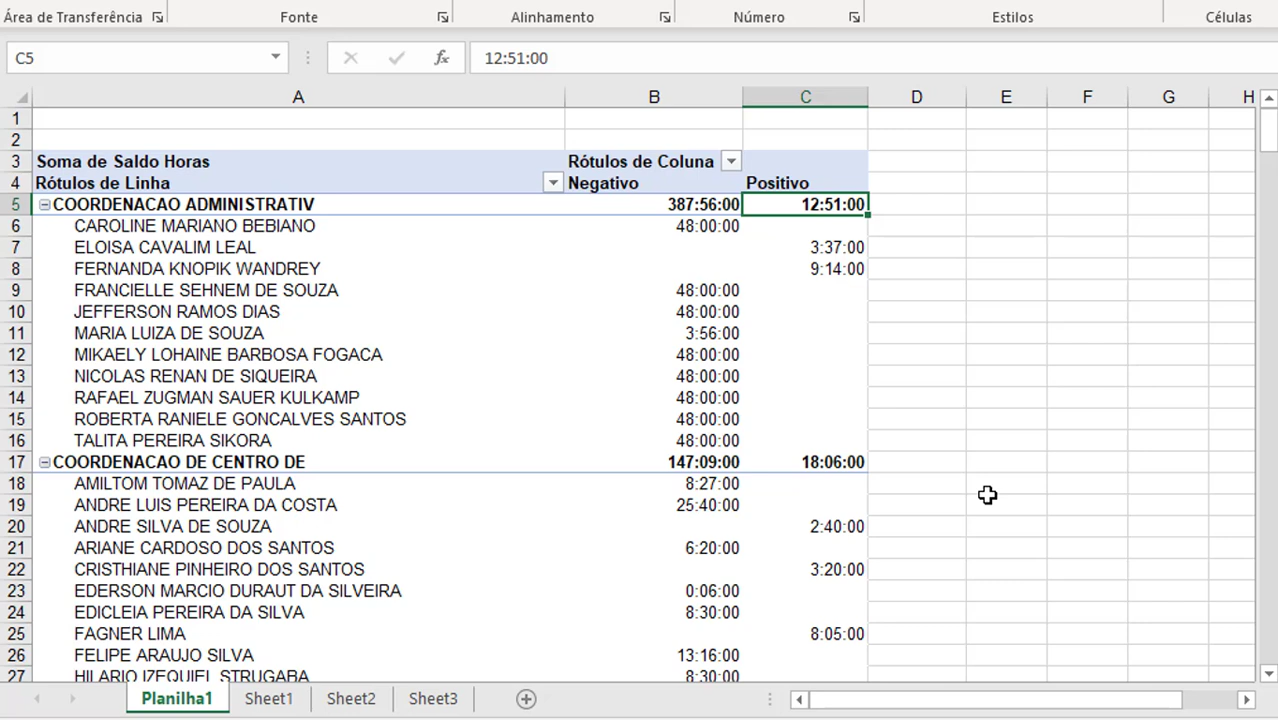 Área de Transferência Fonte Alinhamento Número Estilos Células
C5 fx 12:51:00
A B C D E F G H
1
2
3 Soma de Saldo Horas Rótulos de Coluna
4 Rótulos de Linha Negativo Positivo
5 COORDENACAO ADMINISTRATIV 387:56:00 12:51:00
6 CAROLINE MARIANO BEBIANO 48:00:00
7 ELOISA CAVALIM LEAL 3:37:00
8 FERNANDA KNOPIK WANDREY 9:14:00
9 FRANCIELLE SEHNEM DE SOUZA 48:00:00
10 JEFFERSON RAMOS DIAS 48:00:00
11 MARIA LUIZA DE SOUZA 3:56:00
12 MIKAELY LOHAINE BARBOSA FOGACA 48:00:00
13 NICOLAS RENAN DE SIQUEIRA 48:00:00
14 RAFAEL ZUGMAN SAUER KULKAMP 48:00:00
15 ROBERTA RANIELE GONCALVES SANTOS 48:00:00
16 TALITA PEREIRA SIKORA 48:00:00
17 COORDENACAO DE CENTRO DE 147:09:00 18:06:00
18 AMILTOM TOMAZ DE PAULA 8:27:00
19 ANDRE LUIS PEREIRA DA COSTA 25:40:00
20 ANDRE SILVA DE SOUZA 2:40:00
21 ARIANE CARDOSO DOS SANTOS 6:20:00
22 CRISTHIANE PINHEIRO DOS SANTOS 3:20:00
23 EDERSON MARCIO DURAUT DA SILVEIRA 0:06:00
24 EDICLEIA PEREIRA DA SILVA 8:30:00
25 FAGNER LIMA 8:05:00
26 FELIPE ARAUJO SILVA 13:16:00
27 HILARIO IZEQUIEL STRUGABA 8:30:00
Planilha1 Sheet1 Sheet2 Sheet3